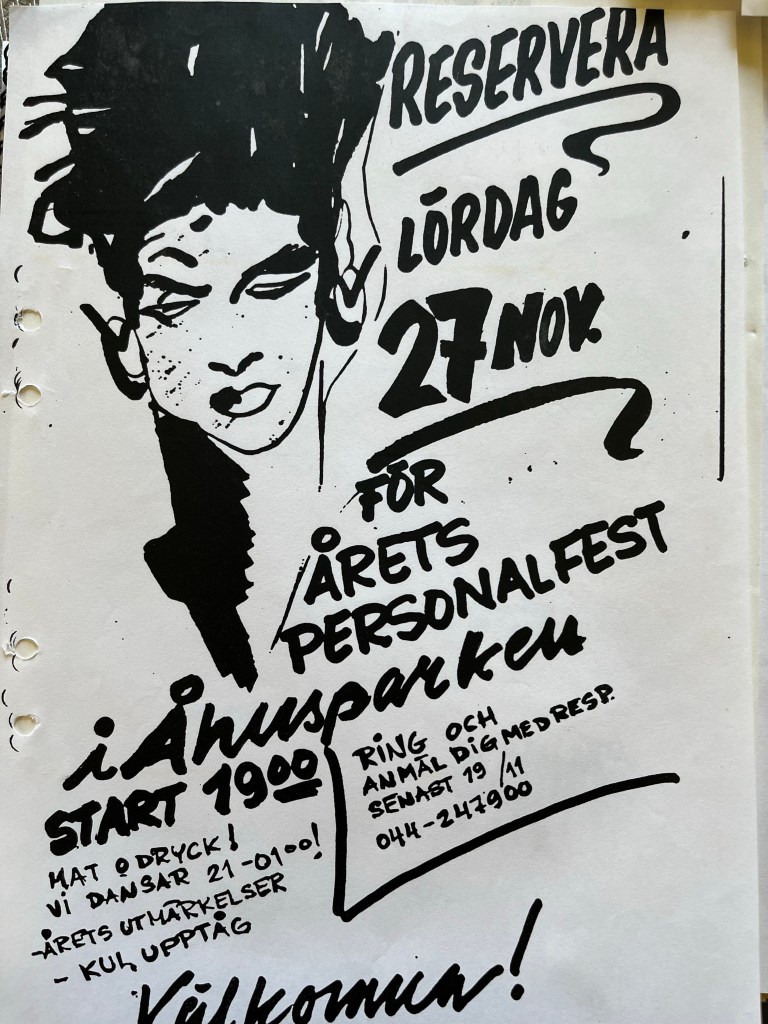 RESERVERA
LÖRDAG
27 NOV.
FÖR
ÅRETS
PERSONALFEST
i Åhusparken
START 19⁰⁰
RING OCH
ANMÄL DIG MED RESP.
SENAST 19/11
044-247900
MAT O DRYCK!
VI DANSAR 21-01⁰⁰!
-ÅRETS UTMÄRKELSER
- KUL UPPTÅG
Välkomna!